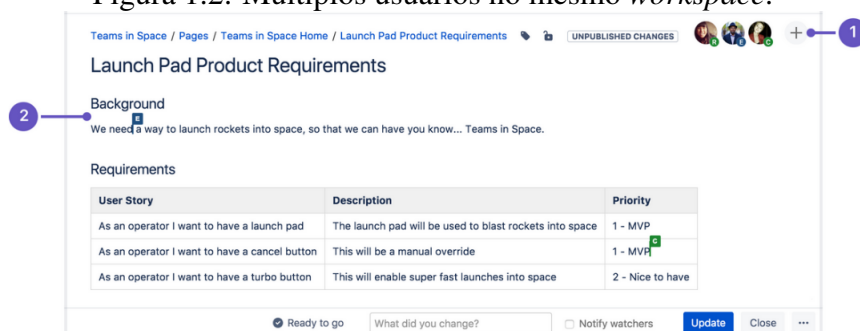 Figura 1.2: Múltiplos usuários no mesmo workspace.
Teams in Space / Pages / Teams in Space Home / Launch Pad Product Requirements UNPUBLISHED CHANGES R E C + 1
Launch Pad Product Requirements
Background
2
E
We need a way to launch rockets into space, so that we can have you know... Teams in Space.
Requirements
User Story Description Priority
As an operator I want to have a launch pad The launch pad will be used to blast rockets into space 1 - MVP
C
As an operator I want to have a cancel button This will be a manual override 1 - MVP
As an operator I want to have a turbo button This will enable super fast launches into space 2 - Nice to have
Ready to go What did you change? Notify watchers Update Close ...